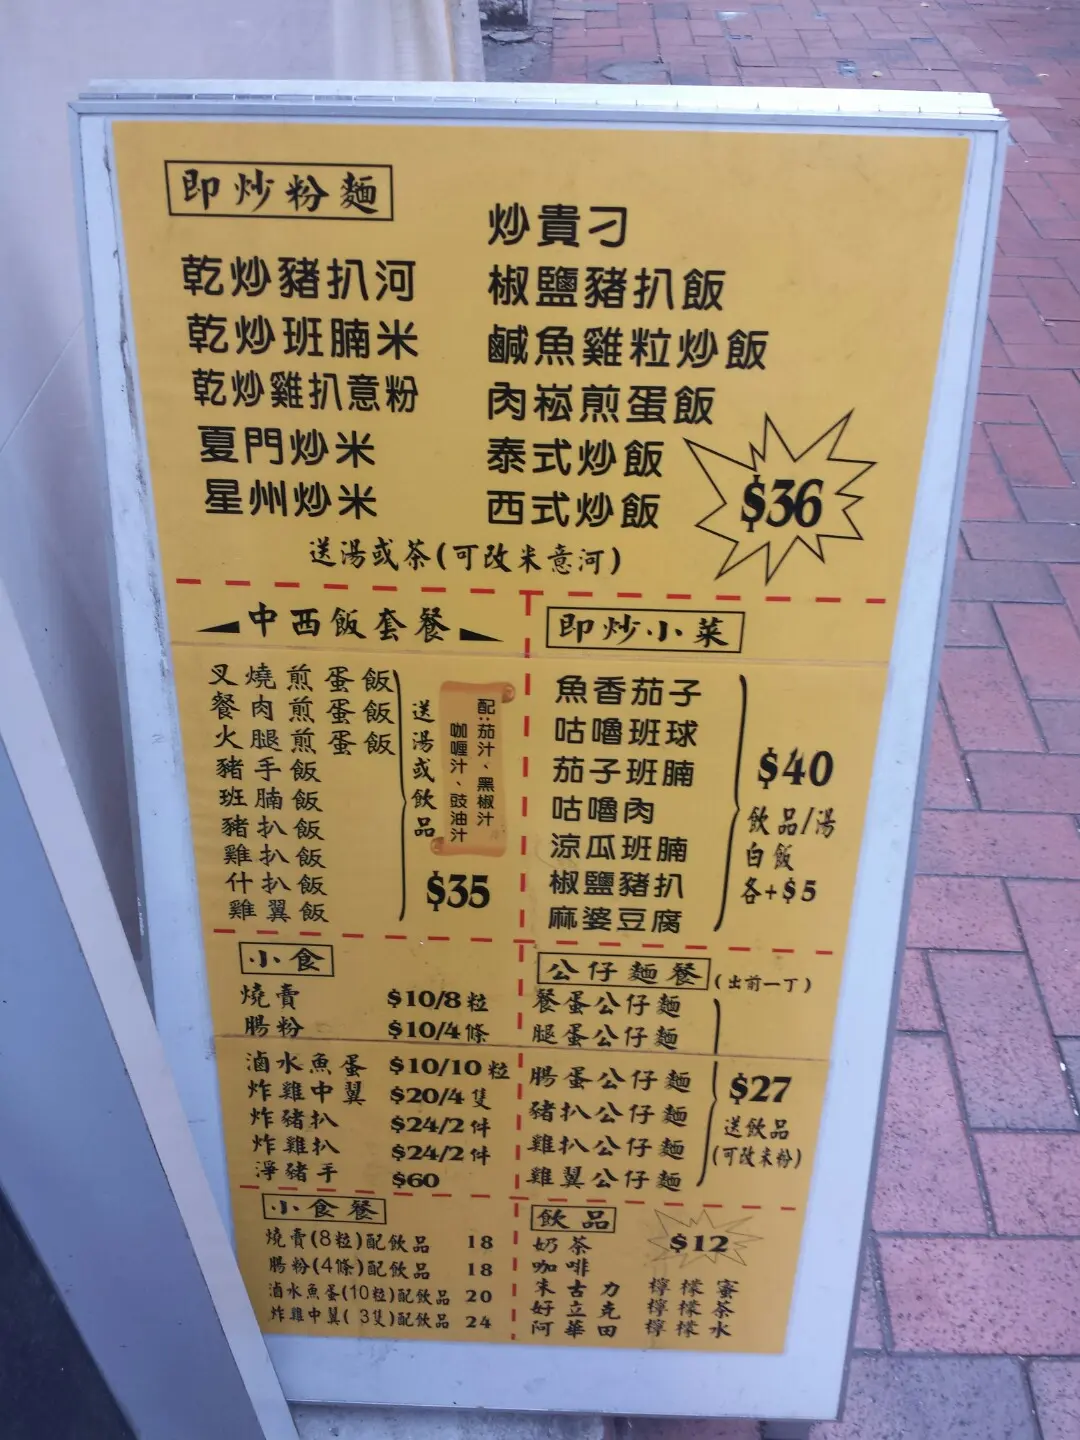 即炒粉麵
乾炒豬扒河
乾炒班腩米
乾炒雞扒意粉
夏門炒米
星州炒米
炒貴刁
椒鹽豬扒飯
鹹魚雞粒炒飯
肉崧煎蛋飯
泰式炒飯
西式炒飯
$36
送湯或茶(可改米意河)
中西飯套餐
叉燒煎蛋飯
餐肉煎蛋飯
火腿煎蛋飯
豬手飯
班腩飯
豬扒飯
雞扒飯
什扒飯
雞翼飯
送湯或飲品
配:茄汁、黑椒汁
咖喱汁、豉油汁
$35
即炒小菜
魚香茄子
咕嚕班球
茄子班腩
咕嚕肉
涼瓜班腩
椒鹽豬扒
麻婆豆腐
$40
飲品/湯
白飯
各+$5
小食
燒賣 $10/8粒
腸粉 $10/4條
滷水魚蛋 $10/10粒
炸雞中翼 $20/4隻
炸豬扒 $24/2件
炸雞扒 $24/2件
淨豬手 $60
公仔麵餐(出前一丁)
餐蛋公仔麵
腿蛋公仔麵
腸蛋公仔麵
豬扒公仔麵
雞扒公仔麵
雞翼公仔麵
$27
送飲品
(可改米粉)
小食餐
燒賣(8粒)配飲品 18
腸粉(4條)配飲品 18
滷水魚蛋(10粒)配飲品 20
炸雞中翼(3隻)配飲品 24
飲品
$12
奶茶
咖啡
朱古力 檸檬蜜
好立克 檸檬茶
阿華田 檸檬水